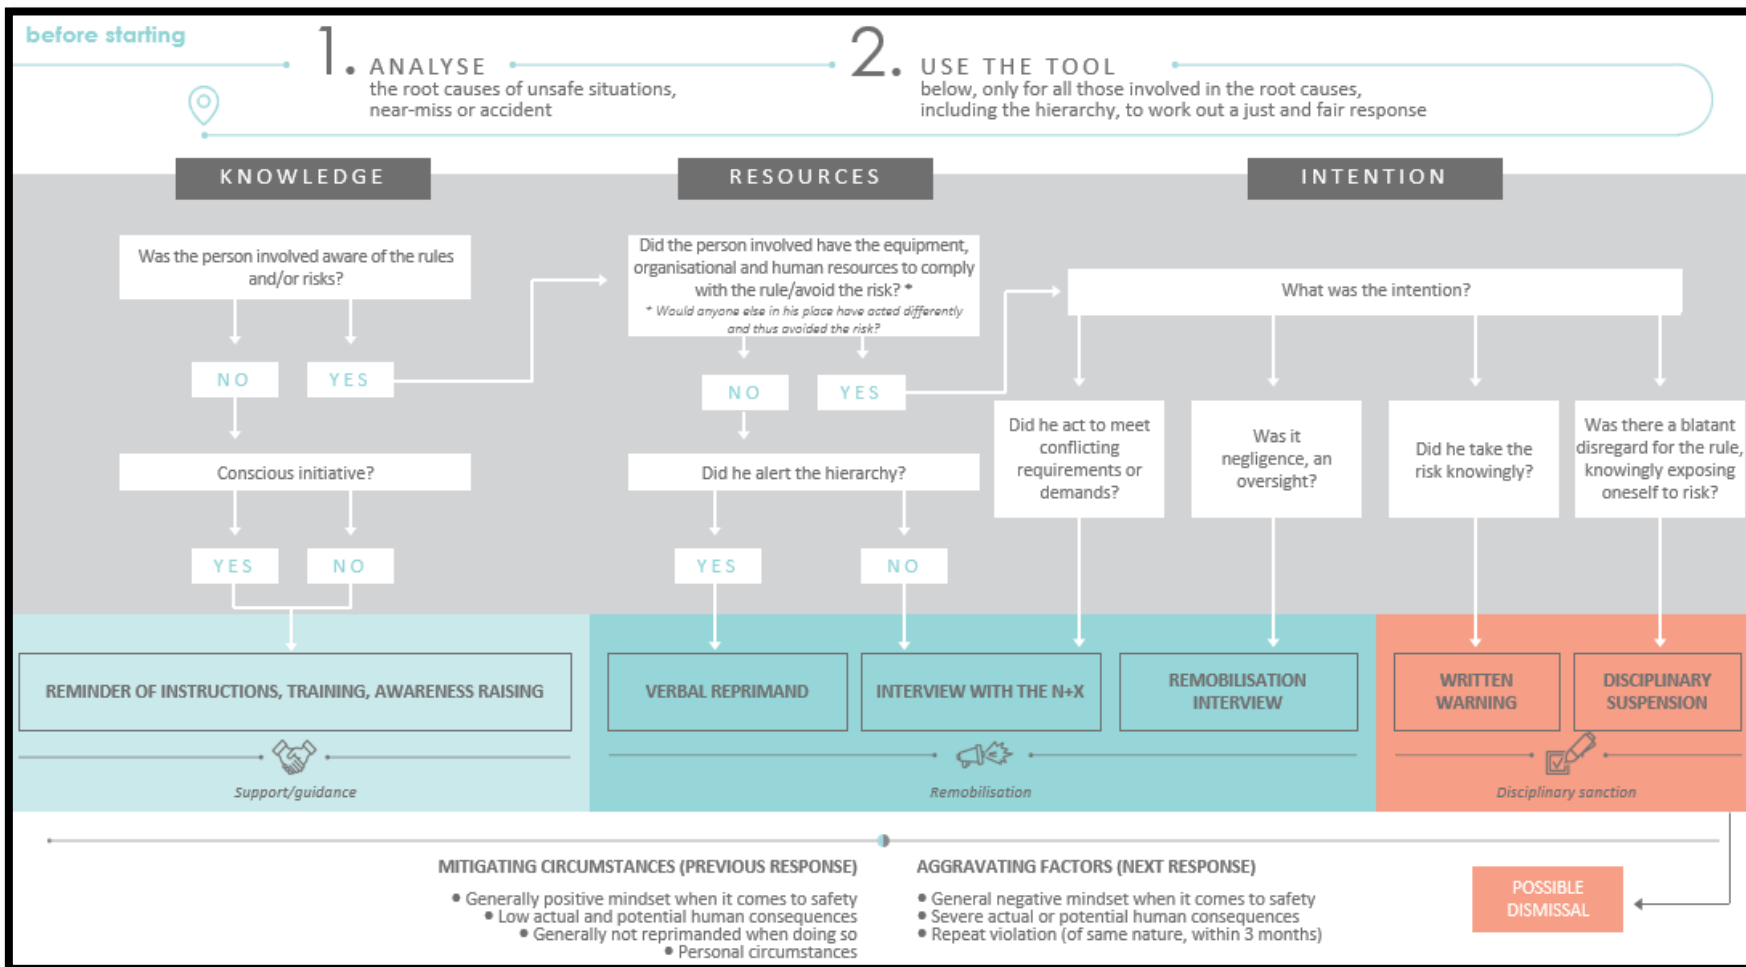 before starting
1. ANALYSE
the root causes of unsafe situations,
near-miss or accident
2. USE THE TOOL
below, only for all those involved in the root causes,
including the hierarchy, to work out a just and fair response
KNOWLEDGE
RESOURCES
INTENTION
Was the person involved aware of the rules
and/or risks?
NO
YES
Conscious initiative?
YES
NO
Did the person involved have the equipment,
organisational and human resources to comply
with the rule/avoid the risk? *
* Would anyone else in his place have acted differently
and thus avoided the risk?
NO
YES
Did he alert the hierarchy?
YES
NO
What was the intention?
Did he act to meet
conflicting
requirements or
demands?
Was it
negligence, an
oversight?
Did he take the
risk knowingly?
Was there a blatant
disregard for the rule,
knowingly exposing
oneself to risk?
REMINDER OF INSTRUCTIONS, TRAINING, AWARENESS RAISING
VERBAL REPRIMAND
INTERVIEW WITH THE N+X
REMOBILISATION
INTERVIEW
WRITTEN
WARNING
DISCIPLINARY
SUSPENSION
Support/guidance
Remobilisation
Disciplinary sanction
MITIGATING CIRCUMSTANCES (PREVIOUS RESPONSE)
• Generally positive mindset when it comes to safety
• Low actual and potential human consequences
• Generally not reprimanded when doing so
• Personal circumstances
AGGRAVATING FACTORS (NEXT RESPONSE)
• General negative mindset when it comes to safety
• Severe actual or potential human consequences
• Repeat violation (of same nature, within 3 months)
POSSIBLE
DISMISSAL